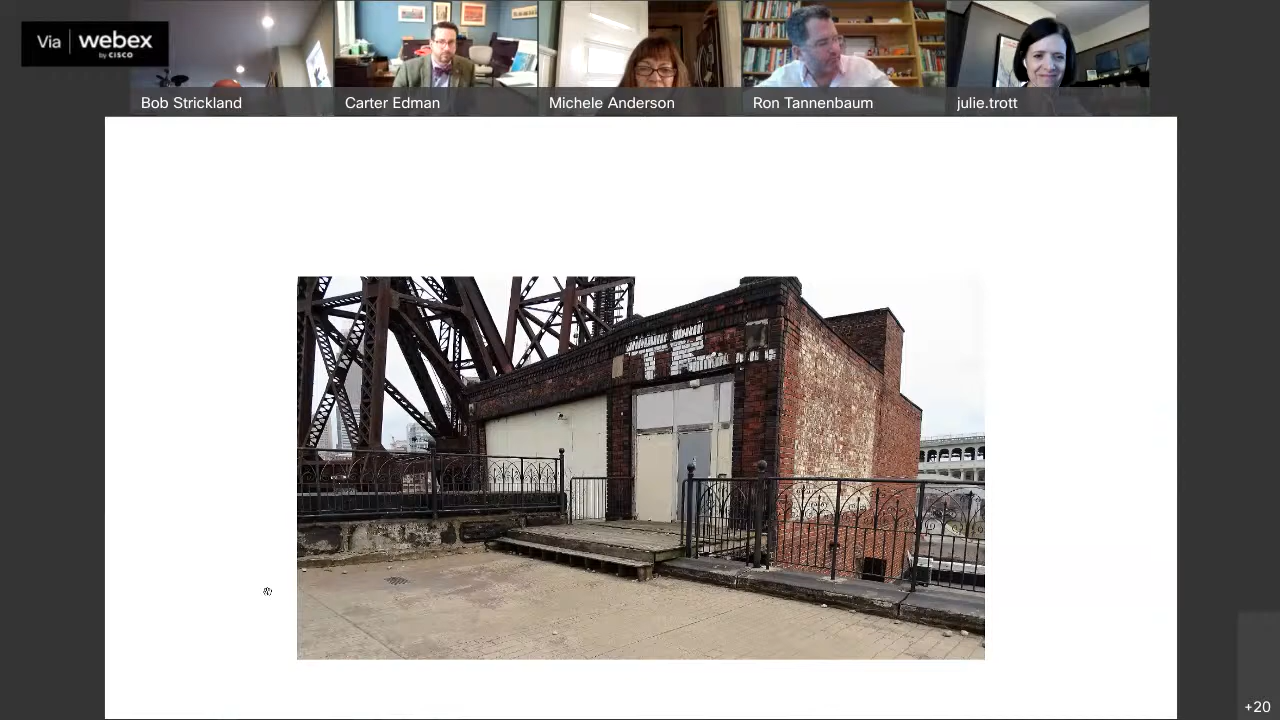 Via webex
by CISCO
Bob Strickland
Carter Edman
Michele Anderson
Ron Tannenbaum
julie.trott
+20